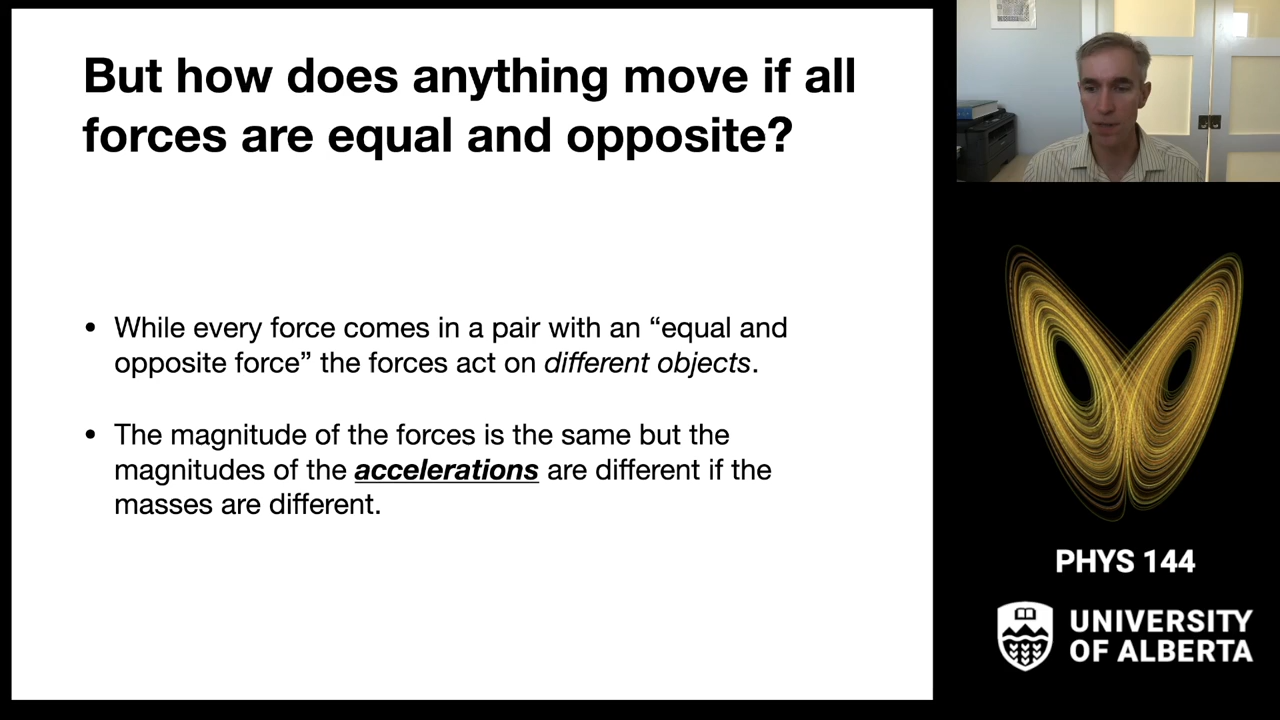 But how does anything move if all
forces are equal and opposite?
• While every force comes in a pair with an “equal and
opposite force” the forces act on different objects.
• The magnitude of the forces is the same but the
magnitudes of the accelerations are different if the
masses are different.
PHYS 144
UNIVERSITY
OF ALBERTA